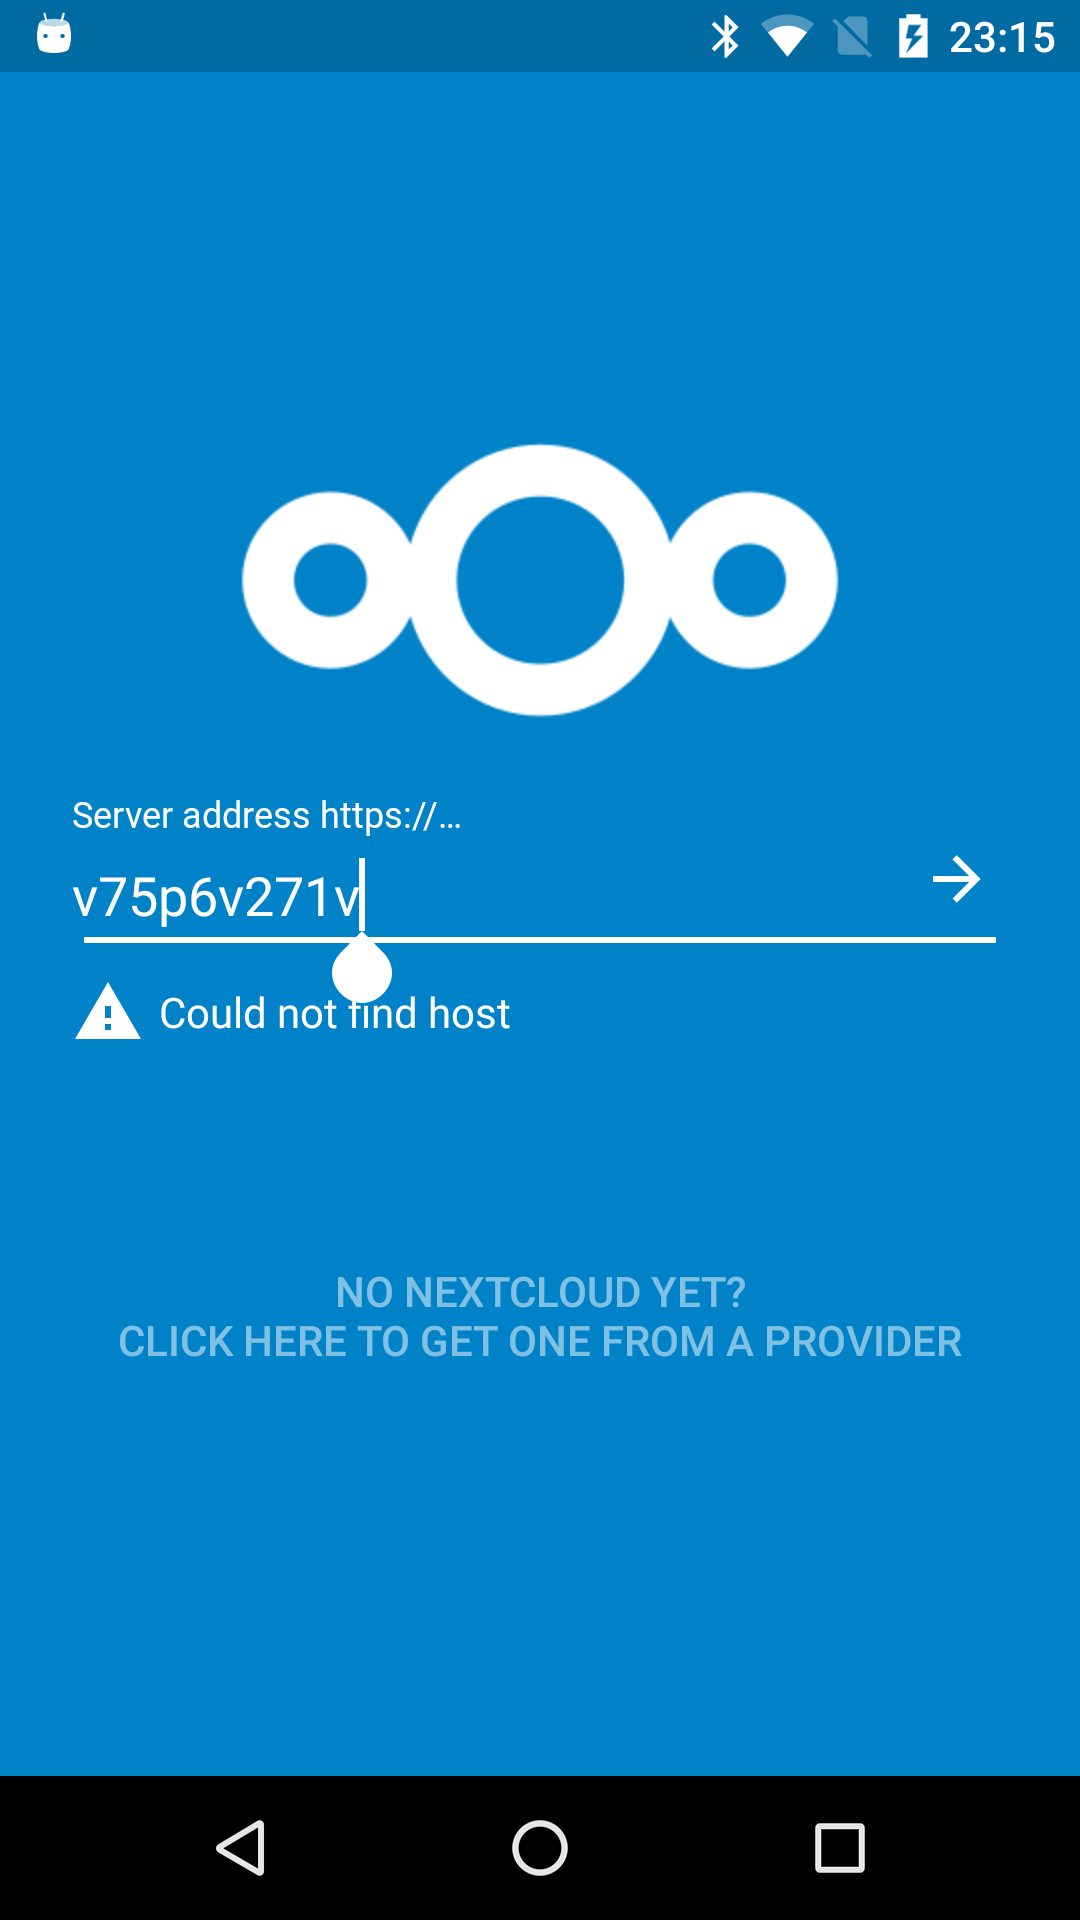 23:15
Server address https://...
v75p6v271v
Could not find host
NO NEXTCLOUD YET?
CLICK HERE TO GET ONE FROM A PROVIDER